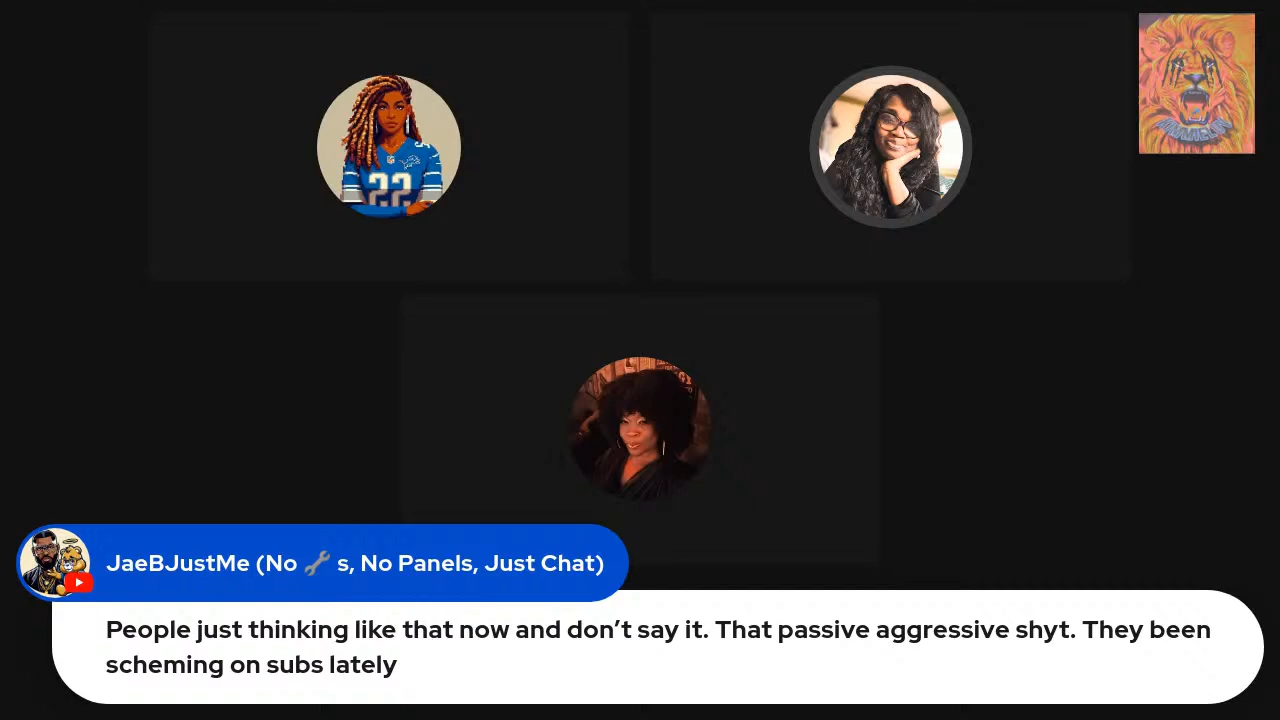 22
JaeBJustMe (No 🔧 s, No Panels, Just Chat)
People just thinking like that now and don’t say it. That passive aggressive shyt. They been
scheming on subs lately